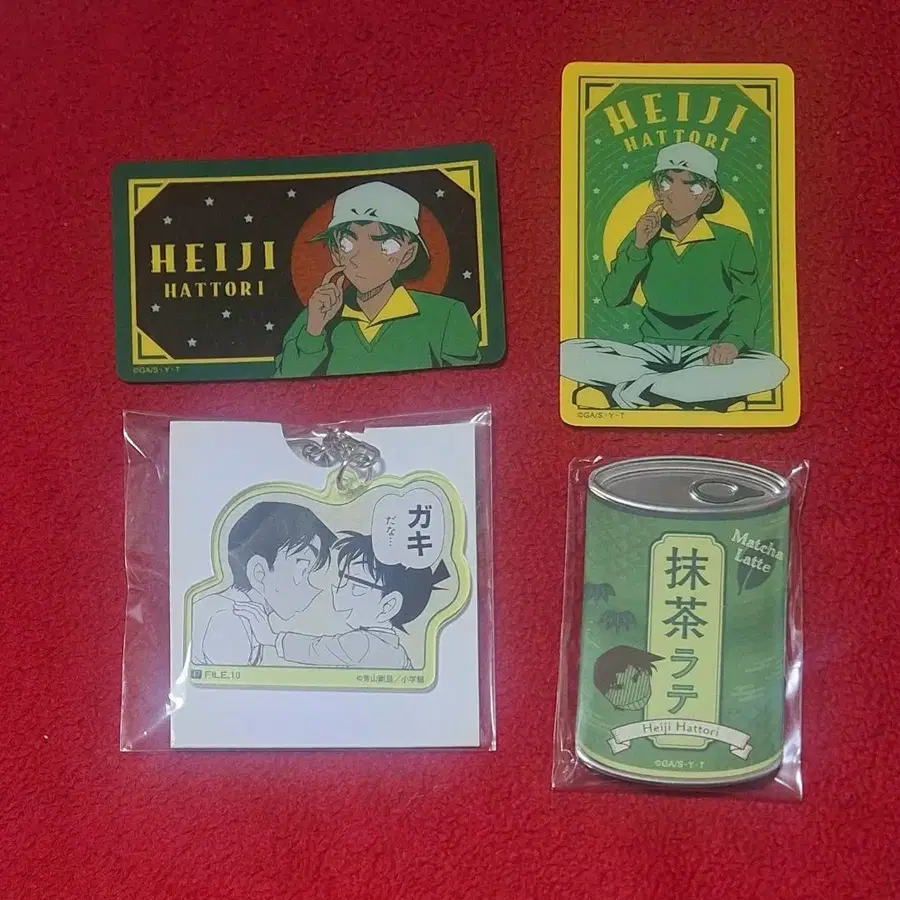 HEIJI
HATTORI
©GA/S・Y・T
HEIJI
HATTORI
©GA/S・Y・T
ガキ
だな…
47 FILE.10
©青山剛昌／小学館
Matcha
Latte
抹茶ラテ
Heiji Hattori
©GA/S・Y・T